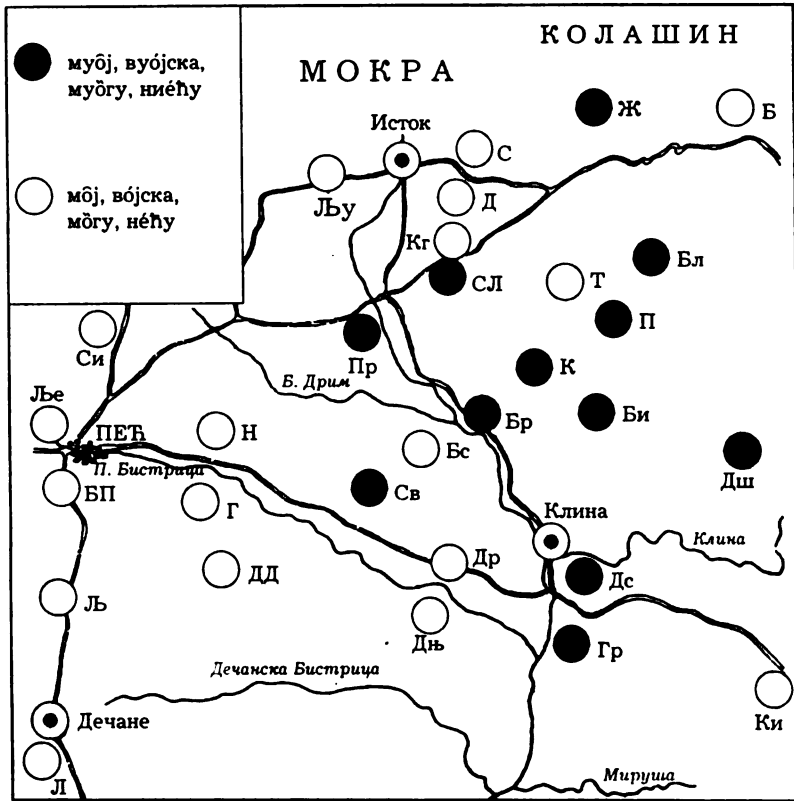 муо̑ј, вуо́јска,
муо̏гу, ние́ћу
мо̑ј, во́јска,
мо̏гу, не́ћу
КОЛАШИН
МОКРА
Исток
Ж
Б
С
Љу
Д
Кг
СЛ
Бл
Т
П
Си
Пр
К
Б. Дрим
Ље
ПЕЋ
Н
Бс
Бр
Би
П. Бистрица
БП
Г
Св
Дш
Клина
Клина
ДД
Др
Дс
Љ
Дњ
Гр
Дечанска Бистрица
Дечане
Ки
Л
Мируша